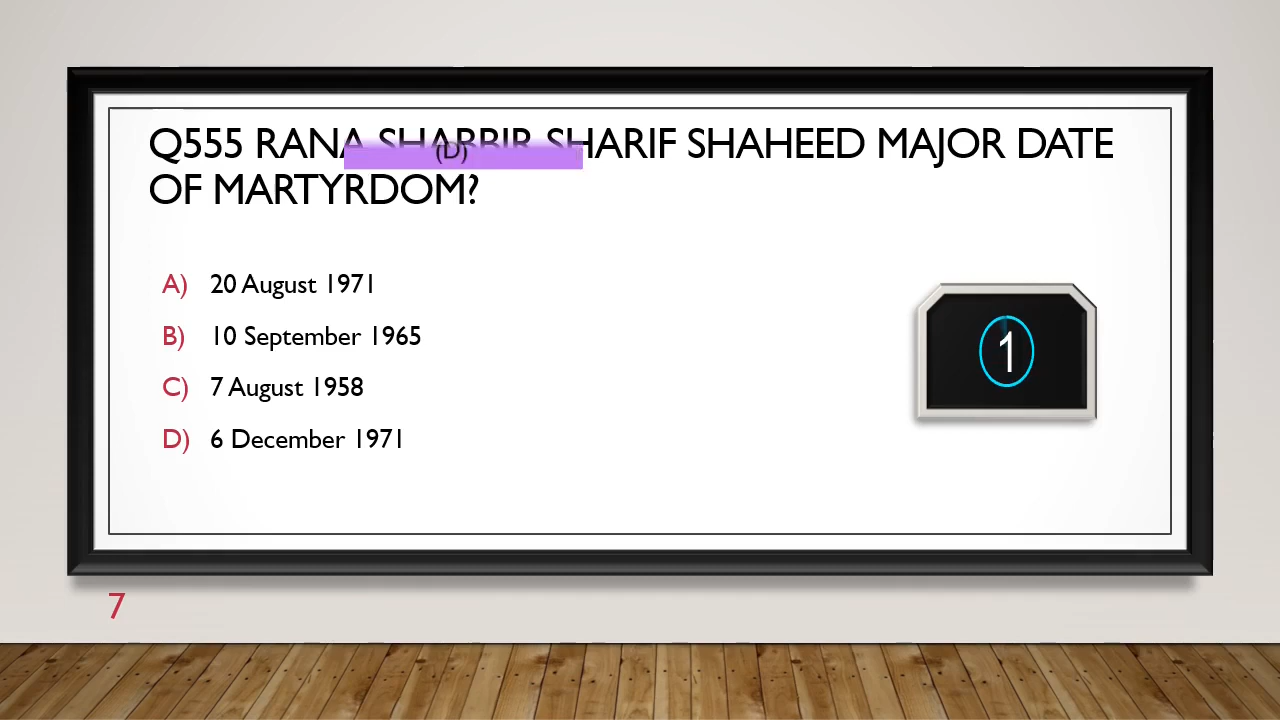 Q555 RANA SHABBIR SHARIF SHAHEED MAJOR DATE
(D)
OF MARTYRDOM?
A) 20 August 1971
B) 10 September 1965
C) 7 August 1958
D) 6 December 1971
1
7